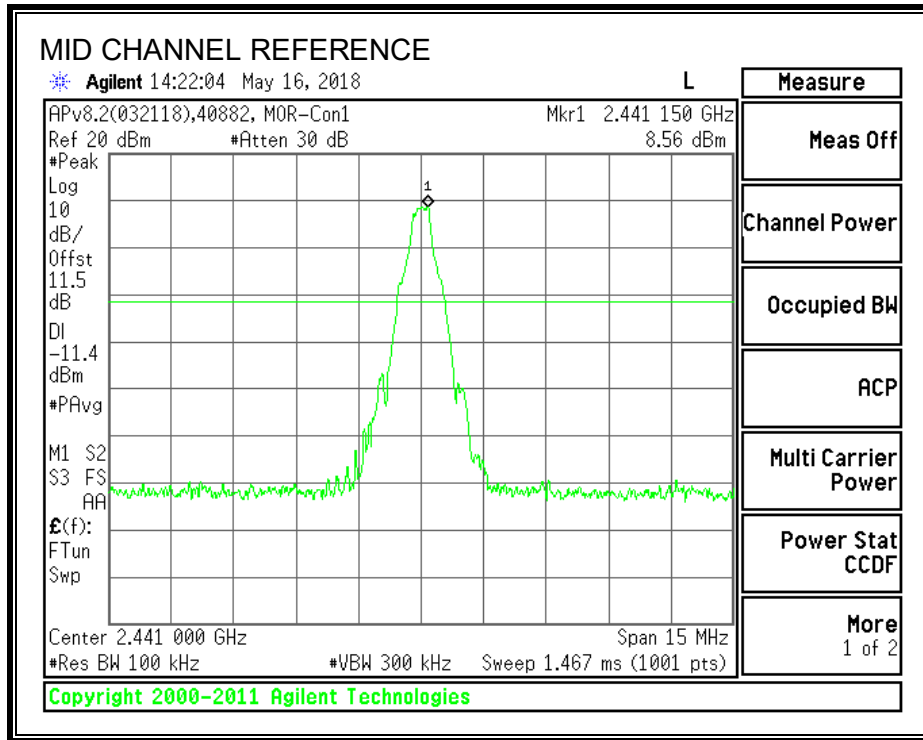 MID CHANNEL REFERENCE
Agilent 14:22:04 May 16, 2018 L
APv8.2(032118),40882, MOR-Con1 Mkr1 2.441 150 GHz
Ref 20 dBm #Atten 30 dB 8.56 dBm
#Peak
Log
10
dB/
Offst
11.5
dB
DI
-11.4
dBm
#PAvg
M1 S2
S3 FS
AA
£(f):
FTun
Swp
1
Center 2.441 000 GHz Span 15 MHz
#Res BW 100 kHz #VBW 300 kHz Sweep 1.467 ms (1001 pts)
Copyright 2000-2011 Agilent Technologies
Measure
Meas Off
Channel Power
Occupied BW
ACP
Multi Carrier
Power
Power Stat
CCDF
More
1 of 2